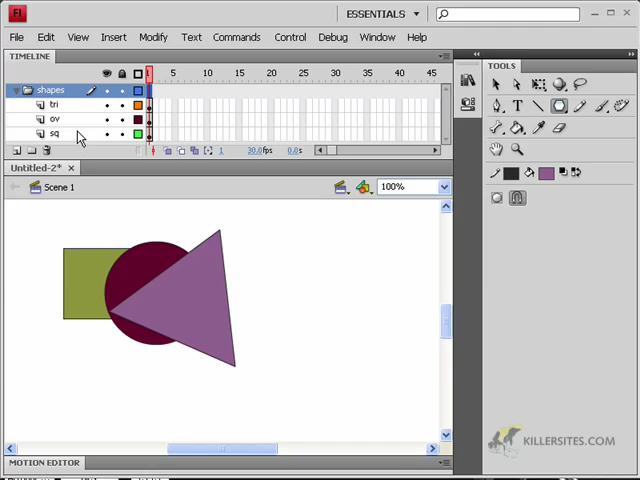 Fl
ESSENTIALS
File Edit View Insert Modify Text Commands Control Debug Window Help
TIMELINE
TOOLS
1 5 10 15 20 25 30 35 40 45
shapes
tri
ov
sq
1 30.0fps 0.0s
Untitled-2*
Scene 1
100%
KILLERSITES.COM
MOTION EDITOR